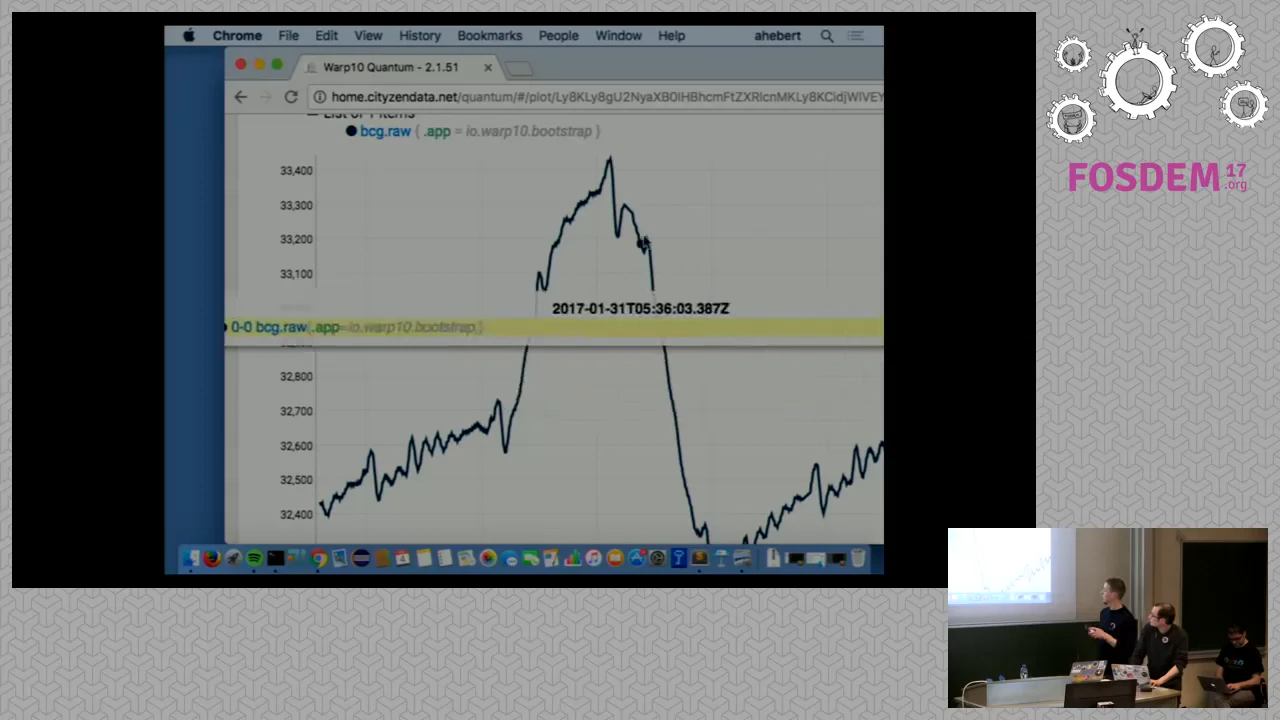 Chrome File Edit View History Bookmarks People Window Help ahebert
Warp10 Quantum - 2.1.51
home.cityzendata.net/quantum/#/plot/Ly8KLy8gU2NyaXB0IHBhcmFtZXRlcnMKLy8KCidjWlVEY
bcg.raw { .app = io.warp10.bootstrap }
33,400
33,300
33,200
33,100
2017-01-31T05:36:03.387Z
0-0 bcg.raw{.app=io.warp10.bootstrap,}
32,800
32,700
32,600
32,500
32,400
FOSDEM 17
.org